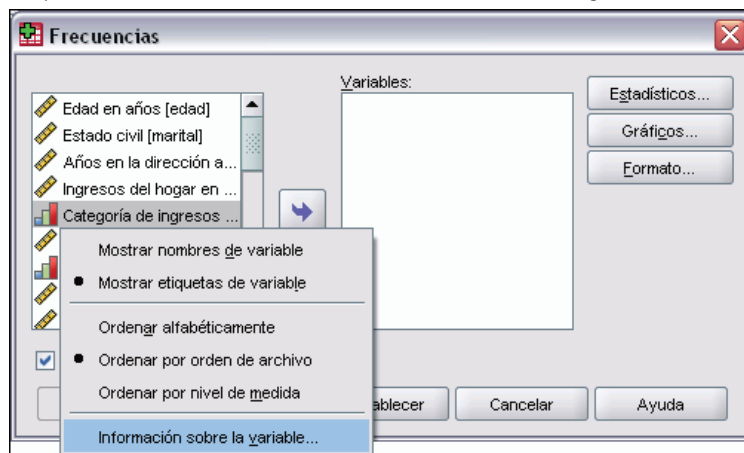 Frecuencias
Variables:
Edad en años [edad]
Estado civil [marital]
Años en la dirección a...
Ingresos del hogar en ...
Categoría de ingresos ...
Estadísticos...
Gráficos...
Formato...
Mostrar nombres de variable
Mostrar etiquetas de variable
Ordenar alfabéticamente
Ordenar por orden de archivo
Ordenar por nivel de medida
Información sobre la variable...
ablecer
Cancelar
Ayuda